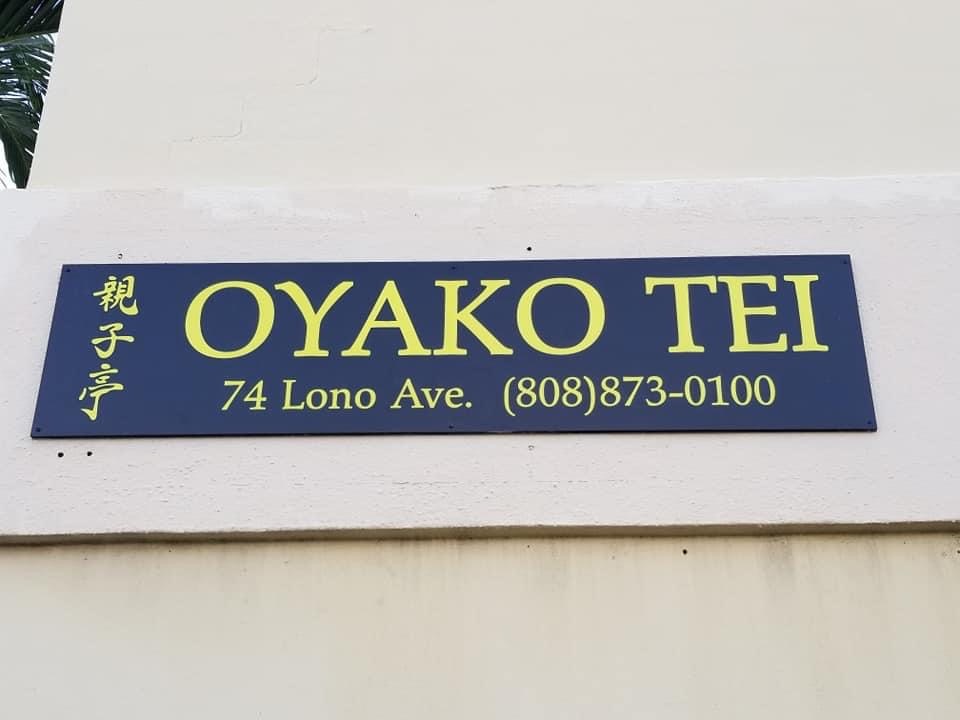 親子亭
OYAKO TEI
74 Lono Ave. (808)873-0100